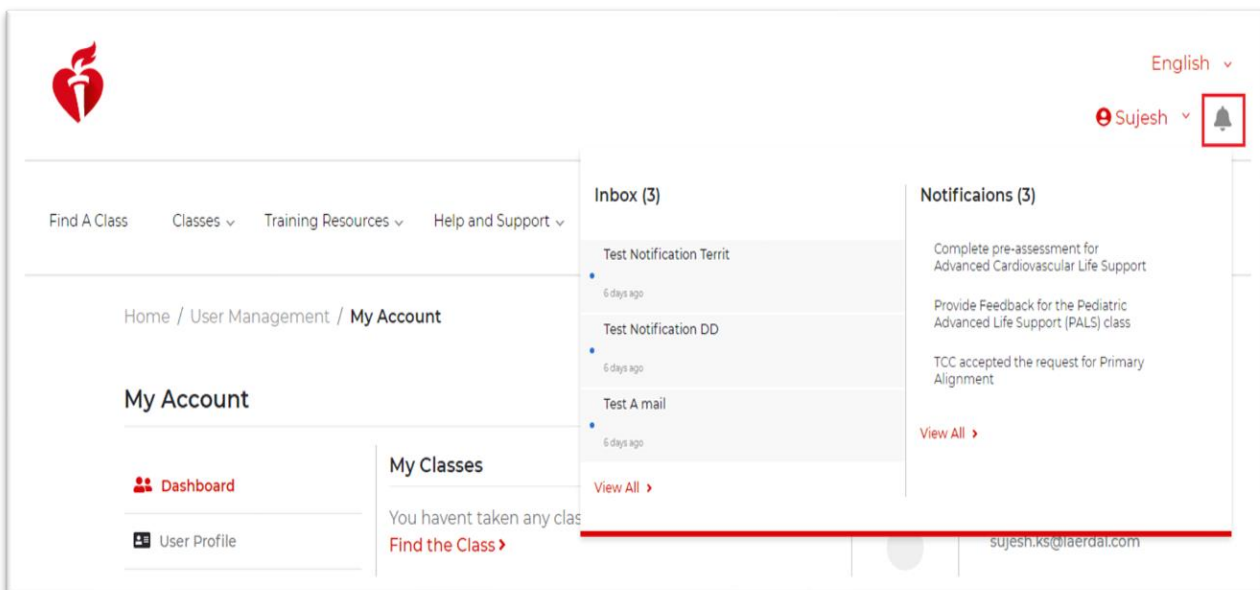 English
Sujesh
Find A Class Classes Training Resources Help and Support
Home / User Management / My Account
My Account
Dashboard
User Profile
My Classes
You havent taken any clas
Find the Class
Inbox (3)
Test Notification Territ
6 days ago
Test Notification DD
6 days ago
Test A mail
6 days ago
View All
Notificaions (3)
Complete pre-assessment for
Advanced Cardiovascular Life Support
Provide Feedback for the Pediatric
Advanced Life Support (PALS) class
TCC accepted the request for Primary
Alignment
View All
sujesh.ks@laerdal.com